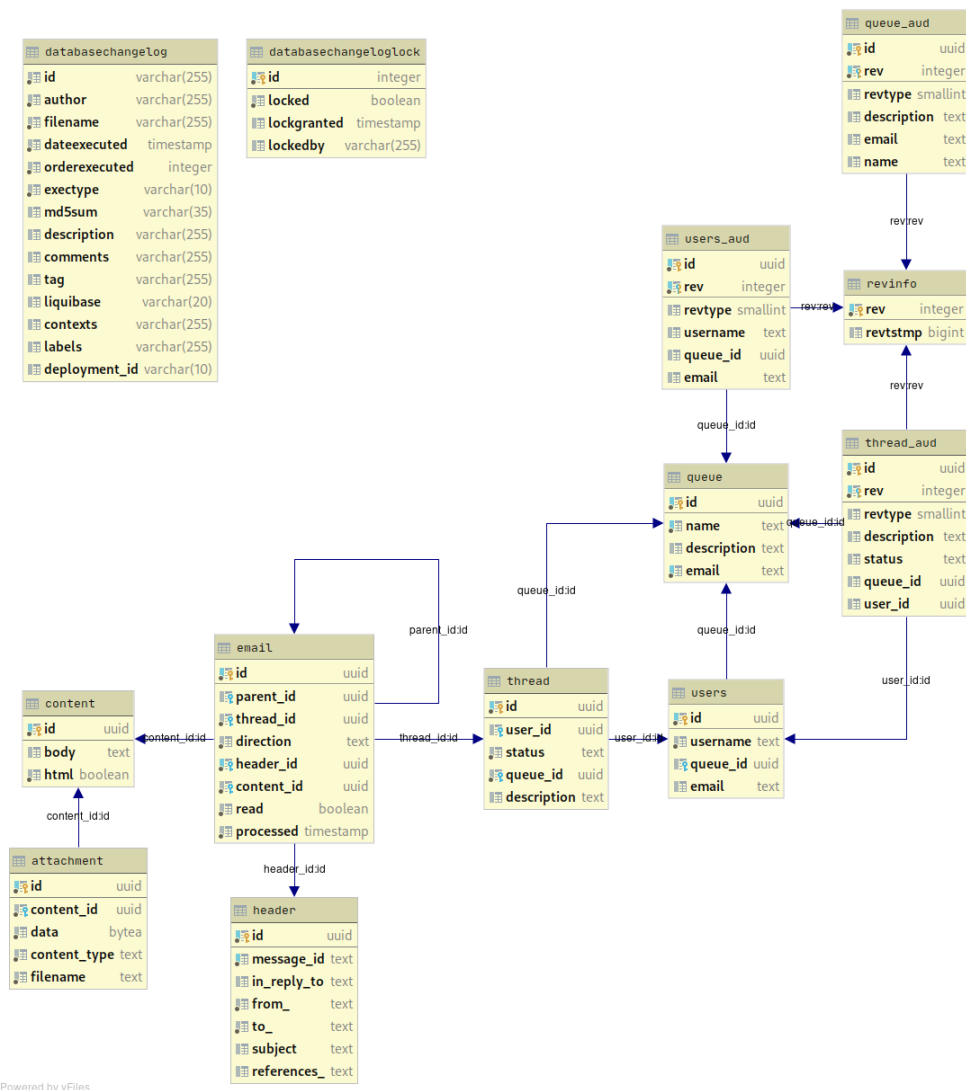 databasechangelog
id varchar(255)
author varchar(255)
filename varchar(255)
dateexecuted timestamp
orderexecuted integer
exectype varchar(10)
md5sum varchar(35)
description varchar(255)
comments varchar(255)
tag varchar(255)
liquibase varchar(20)
contexts varchar(255)
labels varchar(255)
deployment_id varchar(10)
databasechangeloglock
id integer
locked boolean
lockgranted timestamp
lockedby varchar(255)
queue_aud
id uuid
rev integer
revtype smallint
description text
email text
name text
rev:rev
users_aud
id uuid
rev integer
revtype smallint
username text
queue_id uuid
email text
rev:rev
revinfo
rev integer
revtstmp bigint
rev:rev
queue_id:id
thread_aud
id uuid
rev integer
revtype smallint
description text
status text
queue_id uuid
user_id uuid
queue_id:id
queue
id uuid
name text
description text
email text
queue_id:id
queue_id:id
user_id:id
parent_id:id
email
id uuid
parent_id uuid
thread_id uuid
direction text
header_id uuid
content_id uuid
read boolean
processed timestamp
thread_id:id
thread
id uuid
user_id uuid
status text
queue_id uuid
description text
user_id:id
users
id uuid
username text
queue_id uuid
email text
content
id uuid
body text
html boolean
content_id:id
content_id:id
attachment
id uuid
content_id uuid
data bytea
content_type text
filename text
header_id:id
header
id uuid
message_id text
in_reply_to text
from_ text
to_ text
subject text
references_ text
Powered by yFiles